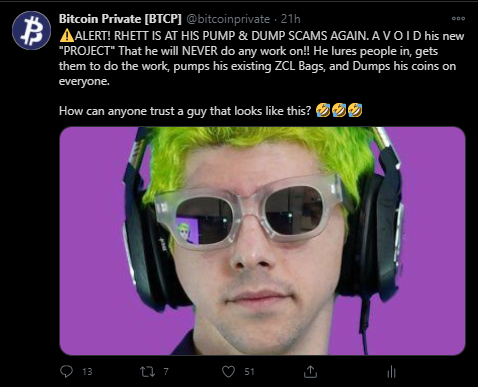 Bitcoin Private [BTCP] @bitcoinprivate · 21h
⚠️ALERT! RHETT IS AT HIS PUMP & DUMP SCAMS AGAIN. A V O I D his new
"PROJECT" That he will NEVER do any work on!! He lures people in, gets
them to do the work, pumps his existing ZCL Bags, and Dumps his coins on
everyone.
How can anyone trust a guy that looks like this? 🤣🤣🤣
13 7 51